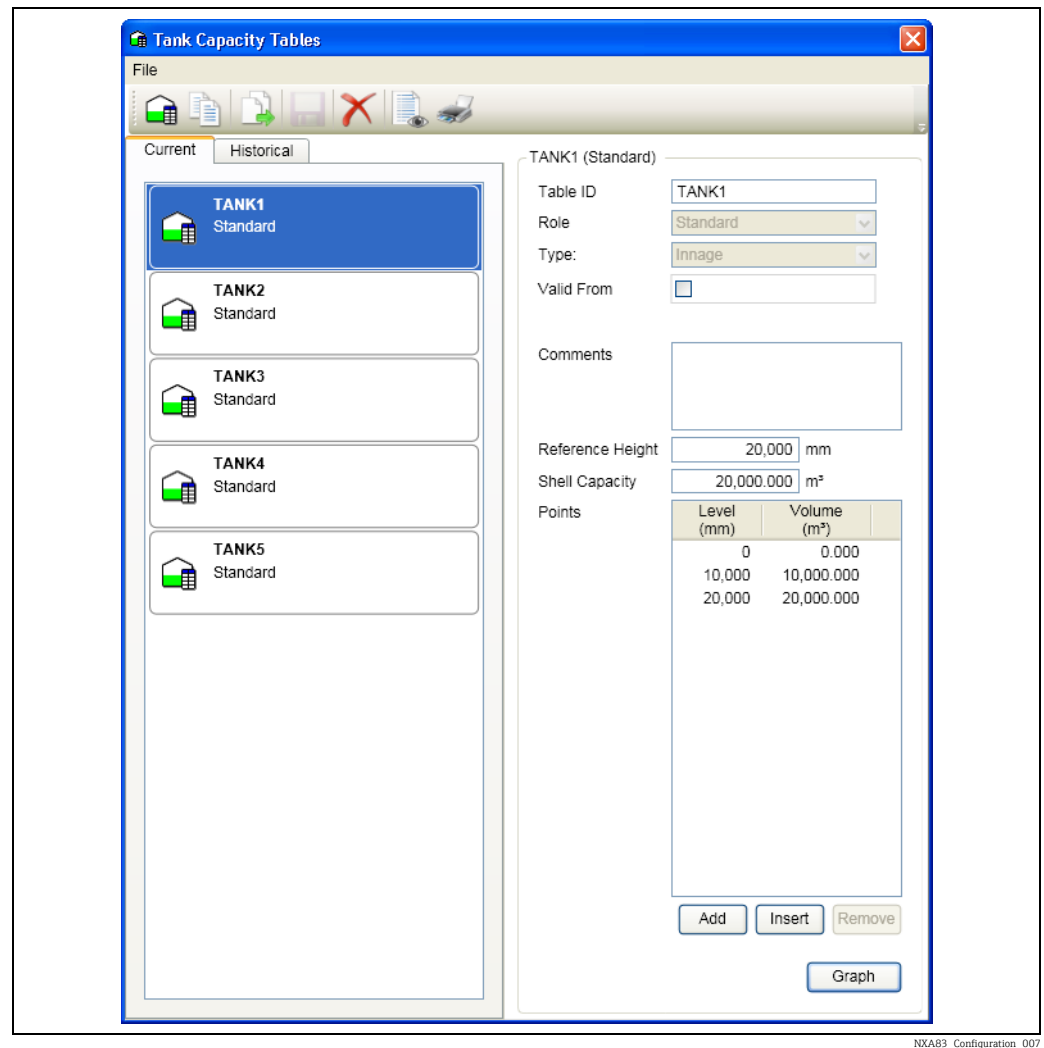 Tank Capacity Tables
File
Current Historical
TANK1
Standard
TANK2
Standard
TANK3
Standard
TANK4
Standard
TANK5
Standard
TANK1 (Standard)
Table ID TANK1
Role Standard
Type: Innage
Valid From
Comments
Reference Height 20,000 mm
Shell Capacity 20,000.000 m³
Points
Level Volume
(mm) (m³)
0 0.000
10,000 10,000.000
20,000 20,000.000
Add Insert Remove
Graph
NXA83_Configuration_007